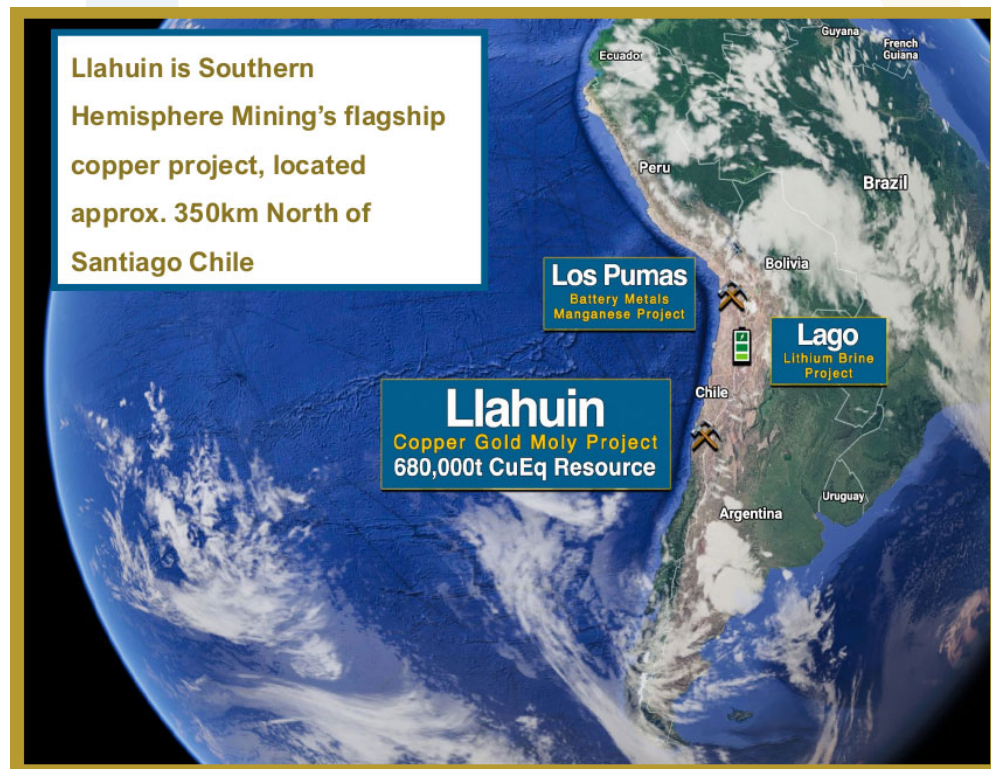 Llahuin is Southern
Hemisphere Mining's flagship
copper project, located
approx. 350km North of
Santiago Chile
Guyana
French
Guiana
Ecuador
Peru
Brazil
Bolivia
Los Pumas
Battery Metals
Manganese Project
Lago
Lithium Brine
Project
Chile
Llahuin
Copper Gold Moly Project
680,000t CuEq Resource
Uruguay
Argentina